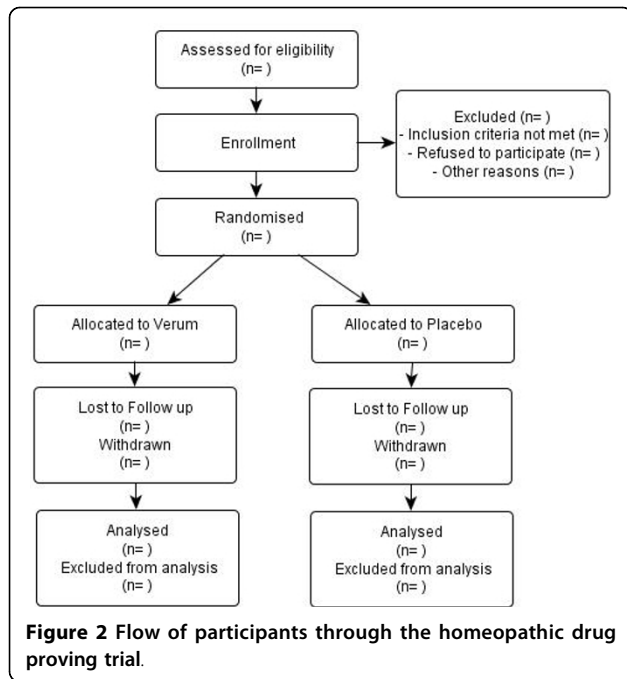 Assessed for eligibility
(n= )
Enrollment
Excluded (n= )
- Inclusion criteria not met (n= )
- Refused to participate (n= )
- Other reasons (n= )
Randomised
(n= )
Allocated to Verum
(n= )
Allocated to Placebo
(n= )
Lost to Follow up
(n= )
Withdrawn
(n= )
Lost to Follow up
(n= )
Withdrawn
(n= )
Analysed
(n= )
Excluded from analysis
(n= )
Analysed
(n= )
Excluded from analysis
(n= )
Figure 2 Flow of participants through the homeopathic drug
proving trial.